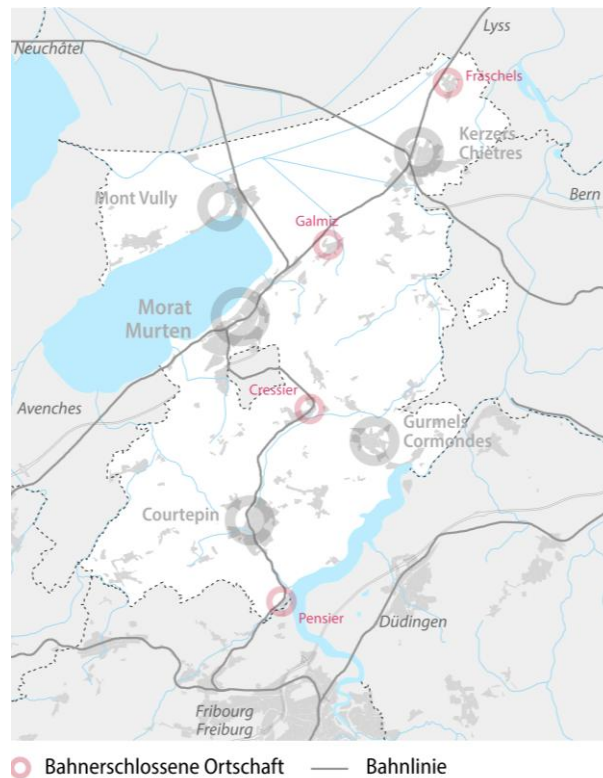 Neuchâtel
Lyss
Fräschels
Kerzers
Chiètres
Mont Vully
Bern
Galmiz
Morat
Murten
Cressier
Avenches
Gurmels
Cormondes
Courtepin
Pensier
Düdingen
Fribourg
Freiburg
Bahnerschlossene Ortschaft
Bahnlinie